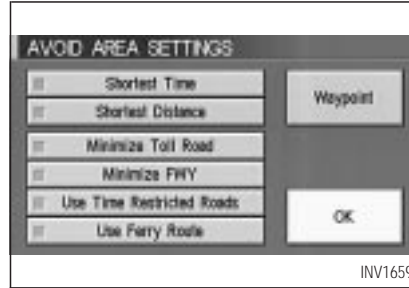 AVOID AREA SETTINGS
Shortest Time
Shortest Distance
Minimize Toll Road
Minimize FWY
Use Time Restricted Roads
Use Ferry Route
Waypoint
OK
INV1659